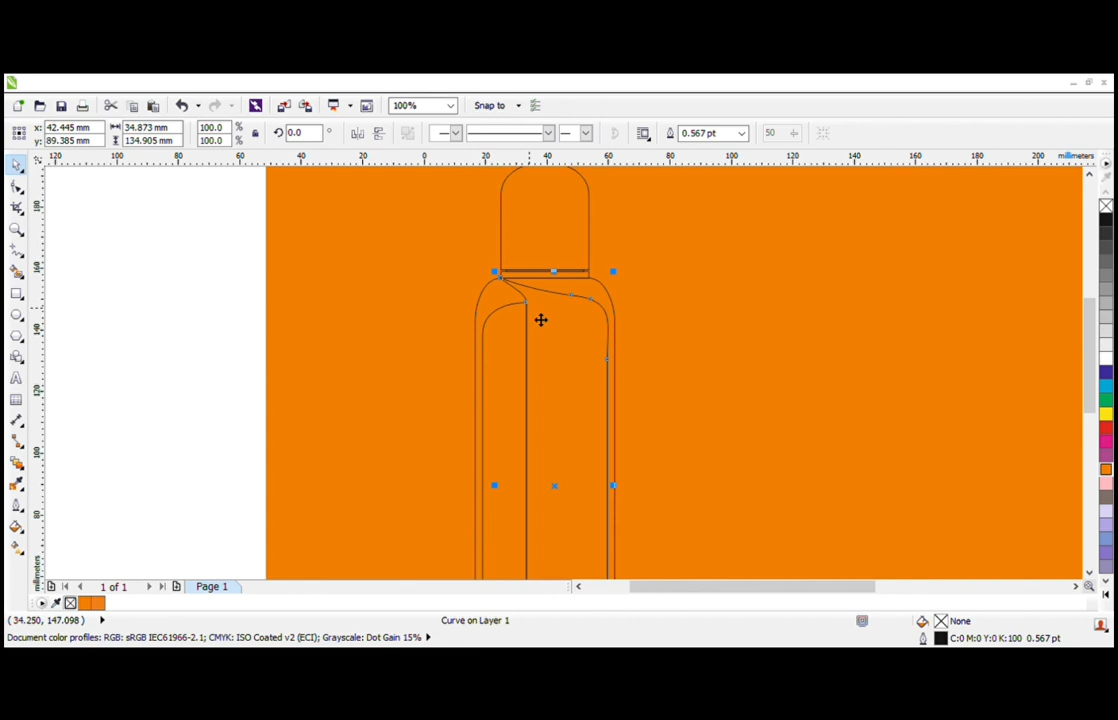 100%
Snap to
x: 42.445 mm
34.873 mm
100.0 %
y: 89.385 mm
134.905 mm
100.0 %
0.0 °
0.567 pt
50
120 100 80 60 40 20 0 20 40 60 80 100 120 140 160 180 200 millimeters
180
160
140
120
100
80
millimeters
1 of 1
Page 1
( 34.250, 147.098 )
Curve on Layer 1
None
Document color profiles: RGB: sRGB IEC61966-2.1; CMYK: ISO Coated v2 (ECI); Grayscale: Dot Gain 15%
C:0 M:0 Y:0 K:100 0.567 pt